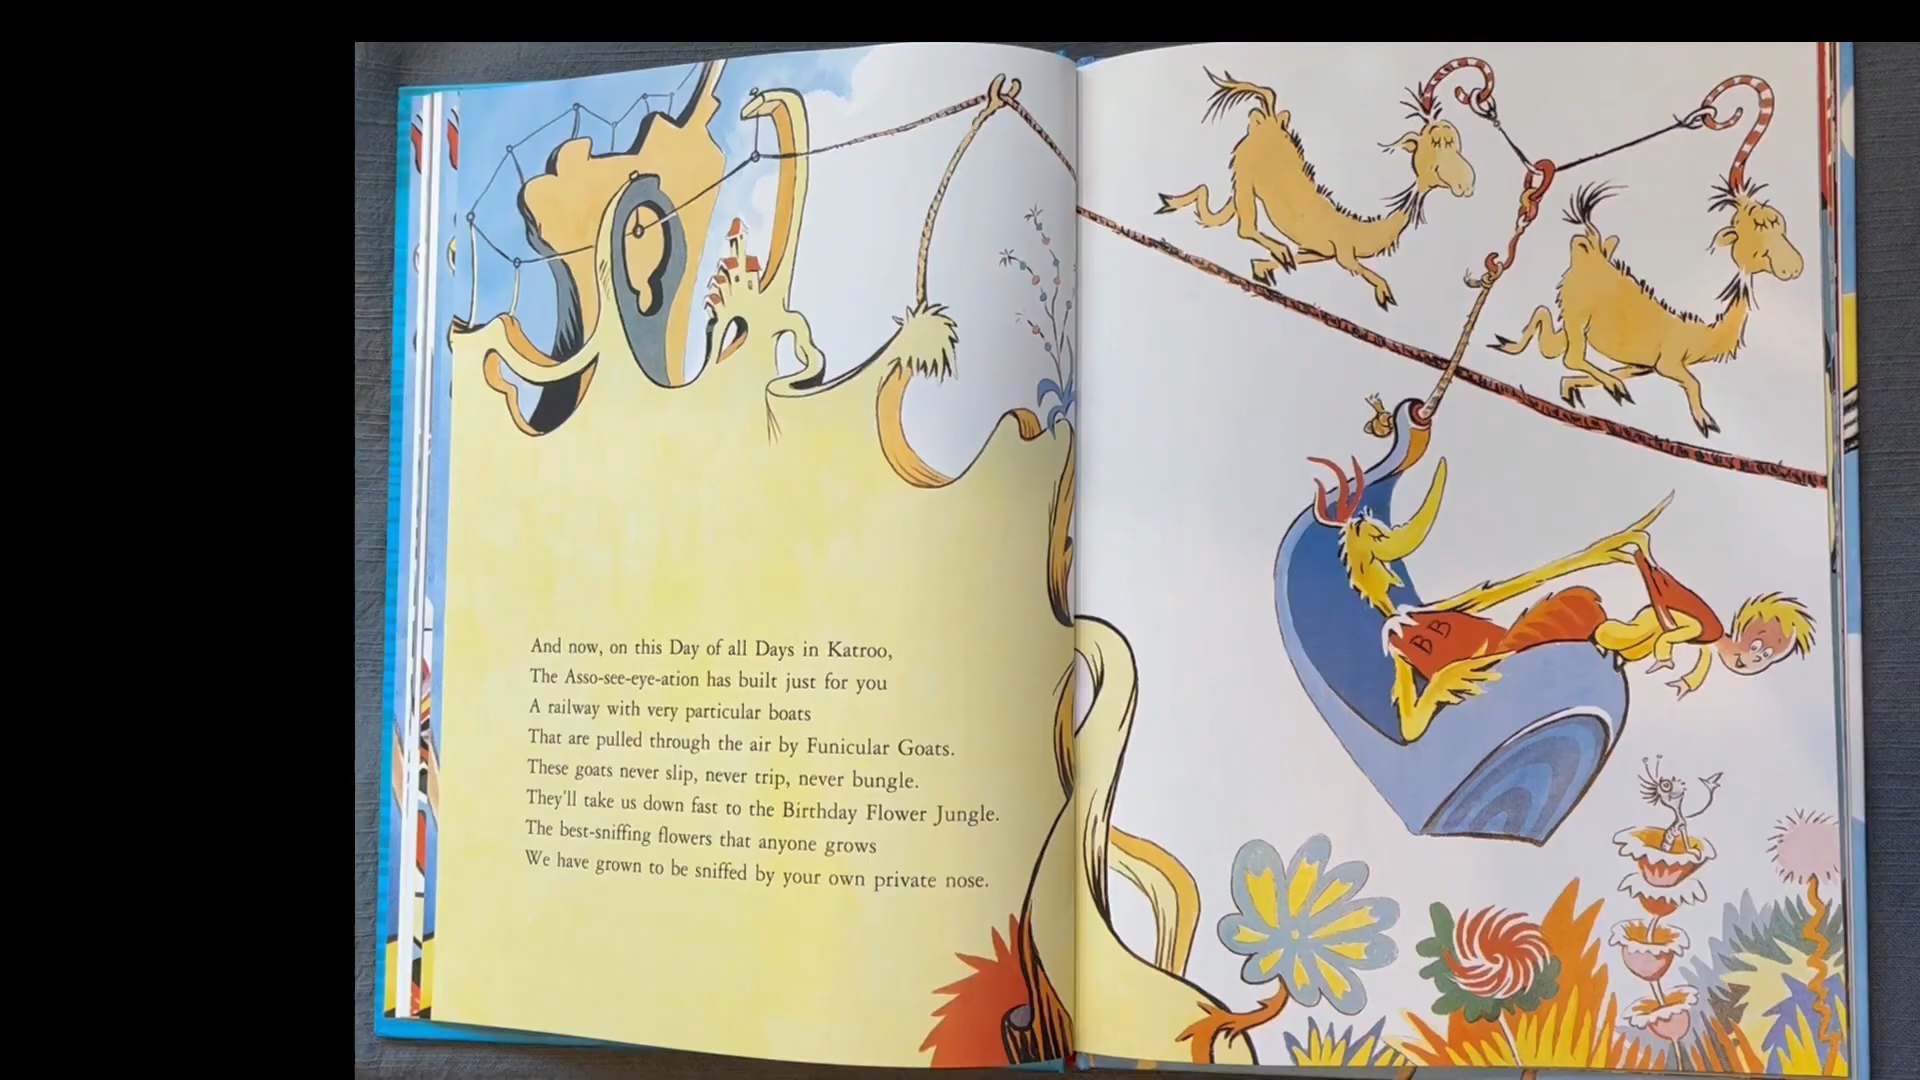 And now, on this Day of all Days in Katroo,
The Asso-see-eye-ation has built just for you
A railway with very particular boats
That are pulled through the air by Funicular Goats.
These goats never slip, never trip, never bungle.
They'll take us down fast to the Birthday Flower Jungle.
The best-sniffing flowers that anyone grows
We have grown to be sniffed by your own private nose.
BB